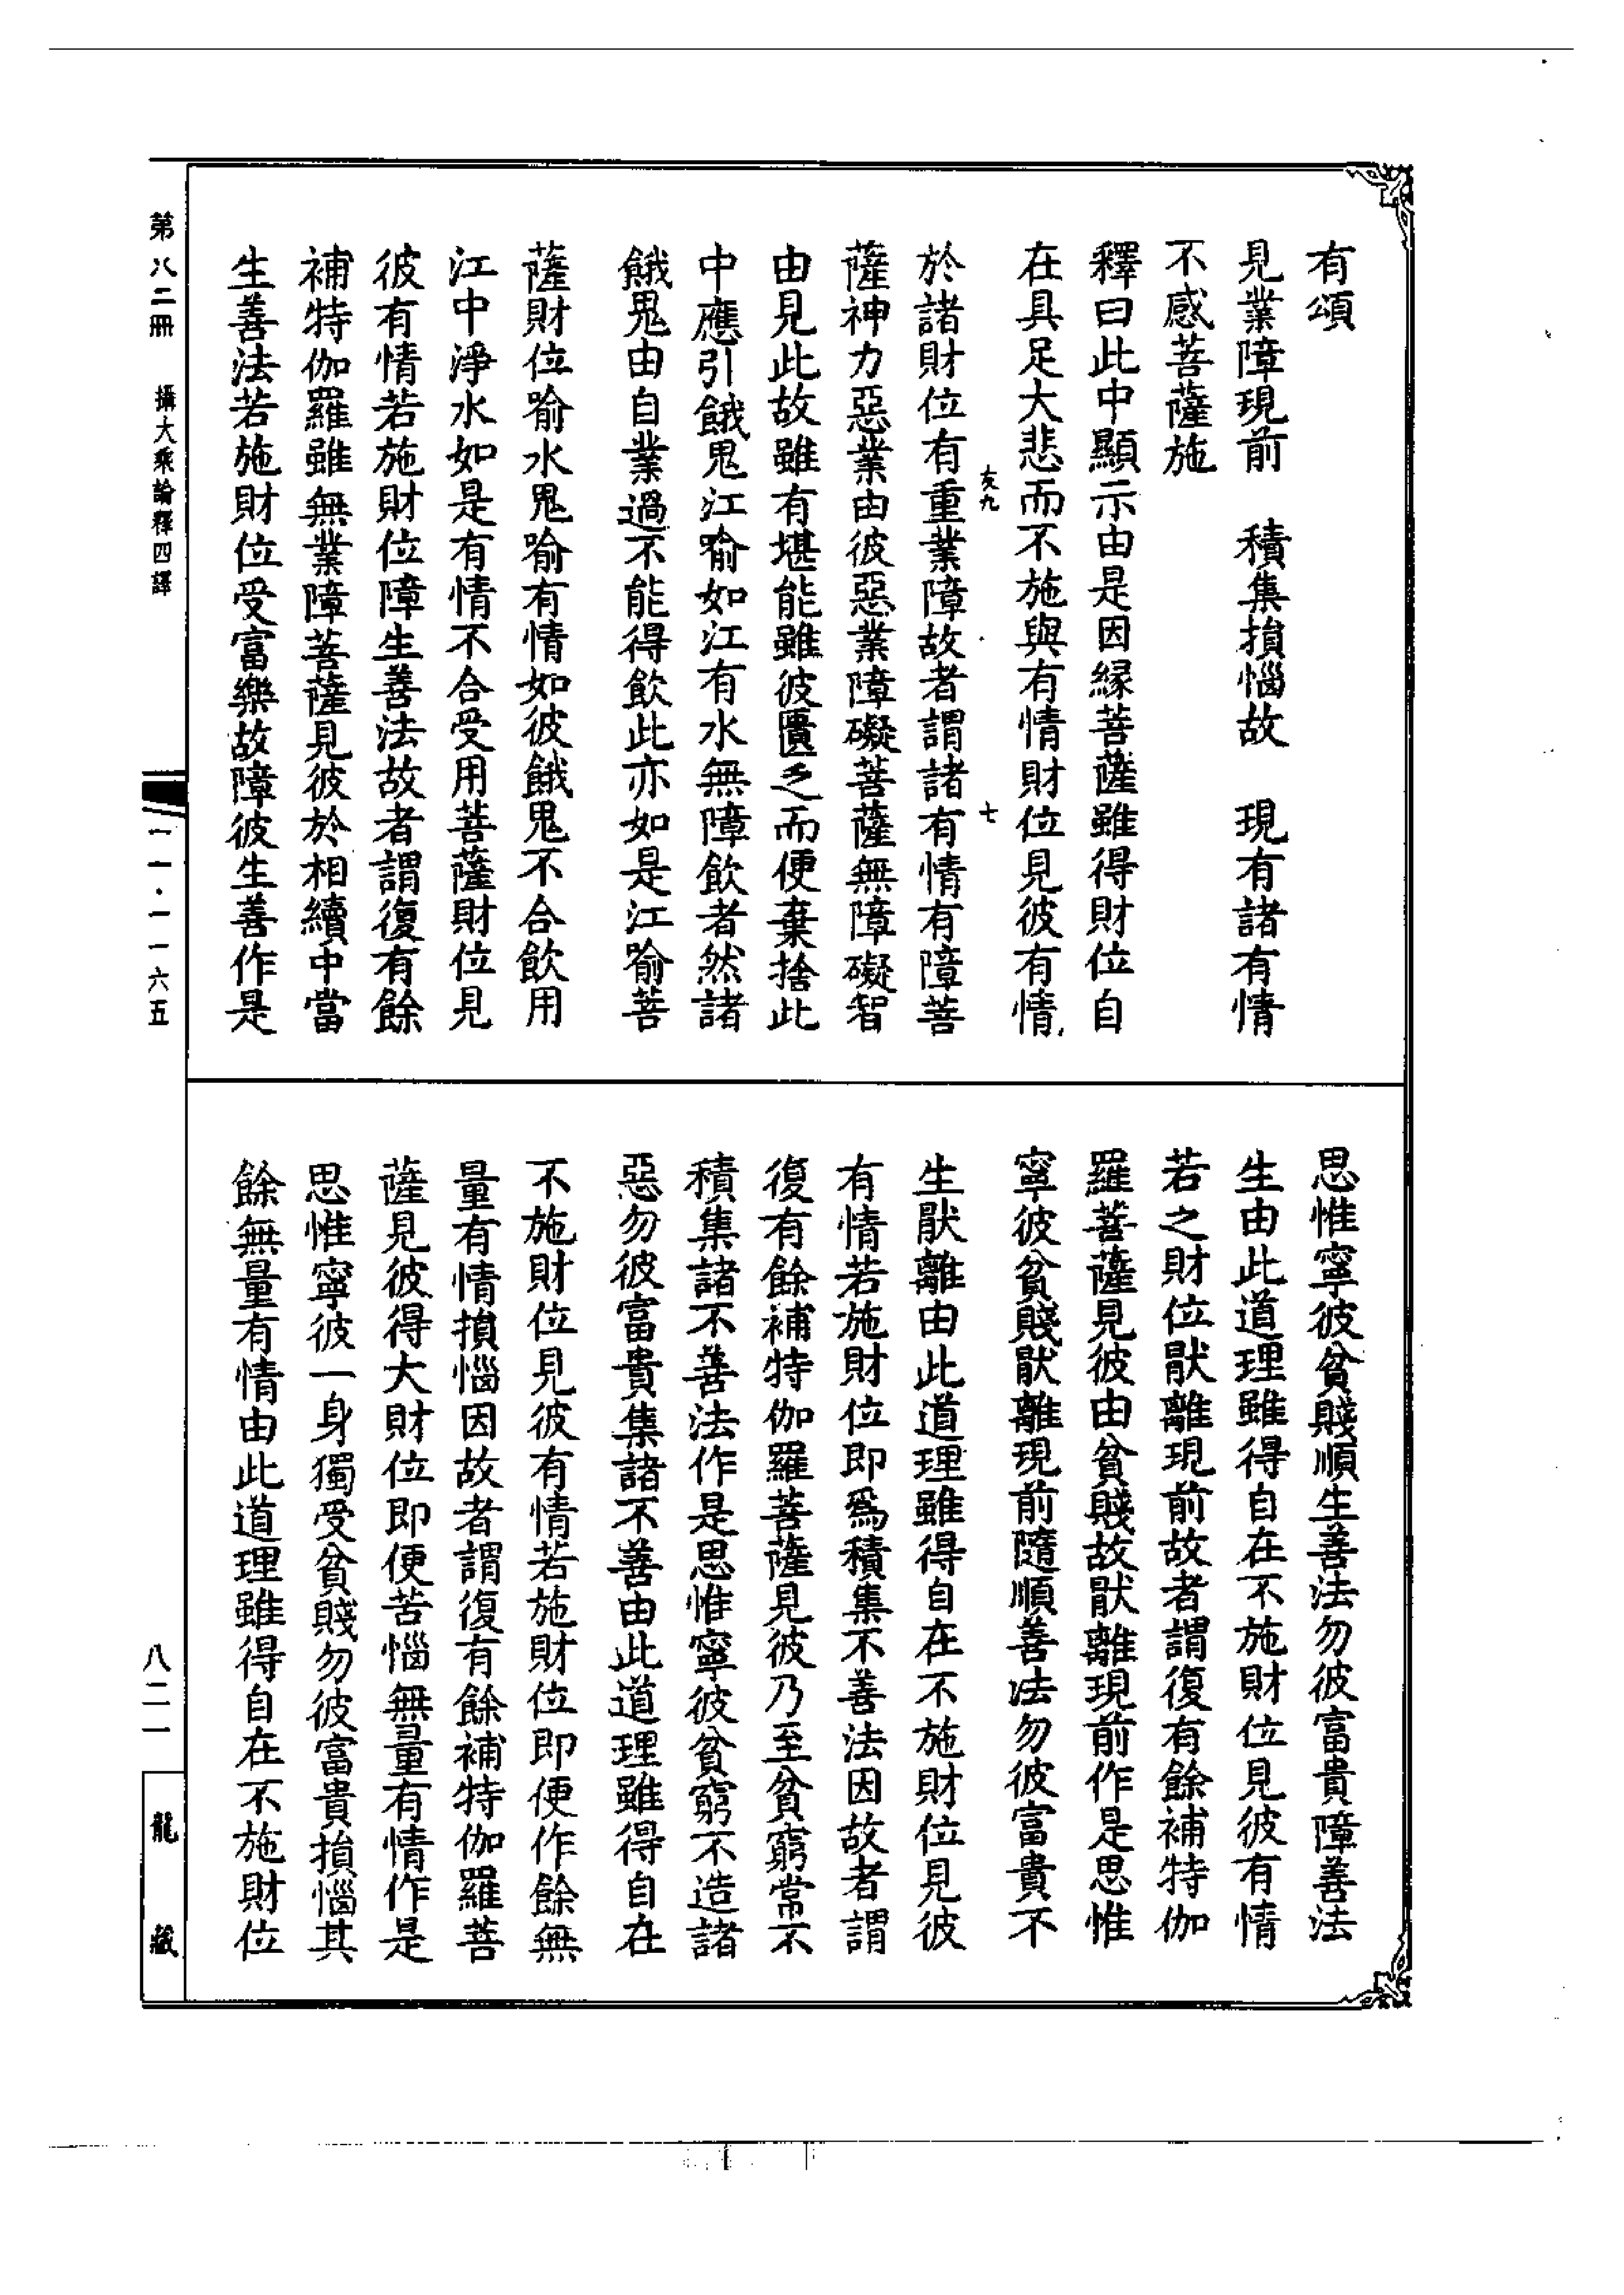 有頌
見業障現前　積集損惱故　現有諸有情
不感菩薩施
釋曰此中顯示由是因緣菩薩雖得財位自
在具足大悲而不施與有情財位見彼有情
亥九　七
於諸財位有重業障故者謂諸有情有障菩
薩神力惡業由彼惡業障礙菩薩無障礙智
由見此故雖有堪能雖彼匱乏而便棄捨此
中應引餓鬼江喻如江有水無障飲者然諸
餓鬼由自業過不能得飲此亦如是江喻菩
薩財位喻水鬼喻有情如彼餓鬼不合飲用
江中淨水如是有情不合受用菩薩財位見
彼有情若施財位障生善法故者謂復有餘
補特伽羅雖無業障菩薩見彼於相續中當
生善法若施財位受富樂故障彼生善作是
思惟寧彼貧賤順生善法勿彼富貴障善法
生由此道理雖得自在不施財位見彼有情
若之財位猒離現前故者謂復有餘補特伽
羅菩薩見彼由貧賤故猒離現前作是思惟
寧彼貧賤猒離現前隨順善法勿彼富貴不
生猒離由此道理雖得自在不施財位見彼
有情若施財位即爲積集不善法因故者謂
復有餘補特伽羅菩薩見彼乃至貧窮常不
積集諸不善法作是思惟寧彼貧窮不造諸
惡勿彼富貴集諸不善由此道理雖得自在
不施財位見彼有情若施財位即便作餘無
量有情損惱因故者謂復有餘補特伽羅菩
薩見彼得大財位即便苦惱無量有情作是
思惟寧彼一身獨受貧賤勿彼富貴損惱其
餘無量有情由此道理雖得自在不施財位
第八二冊　攝大乘論釋四譯
一一·一一六五
八二一
龍藏